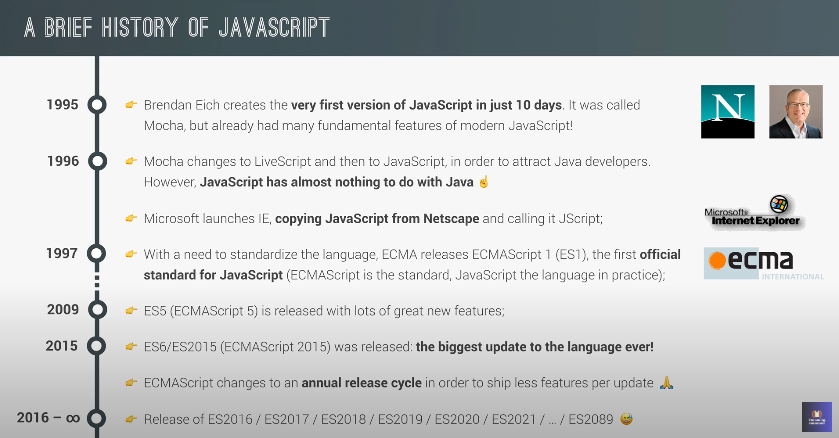 A BRIEF HISTORY OF JAVASCRIPT
1995
👉 Brendan Eich creates the very first version of JavaScript in just 10 days. It was called
Mocha, but already had many fundamental features of modern JavaScript!
N
1996
👉 Mocha changes to LiveScript and then to JavaScript, in order to attract Java developers.
However, JavaScript has almost nothing to do with Java ☝️
👉 Microsoft launches IE, copying JavaScript from Netscape and calling it JScript;
Microsoft
Internet Explorer
1997
👉 With a need to standardize the language, ECMA releases ECMAScript 1 (ES1), the first official
standard for JavaScript (ECMAScript is the standard, JavaScript the language in practice);
ecma
INTERNATIONAL
2009
👉 ES5 (ECMAScript 5) is released with lots of great new features;
2015
👉 ES6/ES2015 (ECMAScript 2015) was released: the biggest update to the language ever!
👉 ECMAScript changes to an annual release cycle in order to ship less features per update 🙏
2016 – ∞
👉 Release of ES2016 / ES2017 / ES2018 / ES2019 / ES2020 / ES2021 / … / ES2089 😅